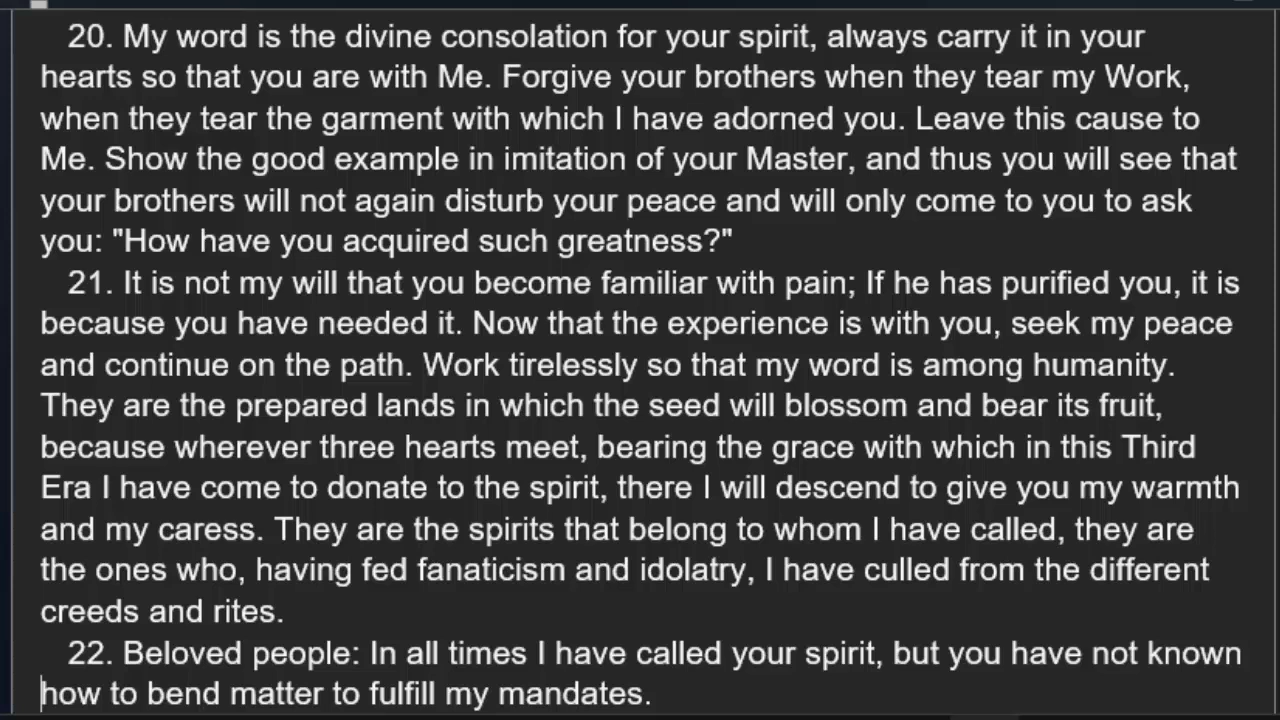 20. My word is the divine consolation for your spirit, always carry it in your
hearts so that you are with Me. Forgive your brothers when they tear my Work,
when they tear the garment with which I have adorned you. Leave this cause to
Me. Show the good example in imitation of your Master, and thus you will see that
your brothers will not again disturb your peace and will only come to you to ask
you: "How have you acquired such greatness?"
21. It is not my will that you become familiar with pain; If he has purified you, it is
because you have needed it. Now that the experience is with you, seek my peace
and continue on the path. Work tirelessly so that my word is among humanity.
They are the prepared lands in which the seed will blossom and bear its fruit,
because wherever three hearts meet, bearing the grace with which in this Third
Era I have come to donate to the spirit, there I will descend to give you my warmth
and my caress. They are the spirits that belong to whom I have called, they are
the ones who, having fed fanaticism and idolatry, I have culled from the different
creeds and rites.
22. Beloved people: In all times I have called your spirit, but you have not known
how to bend matter to fulfill my mandates.